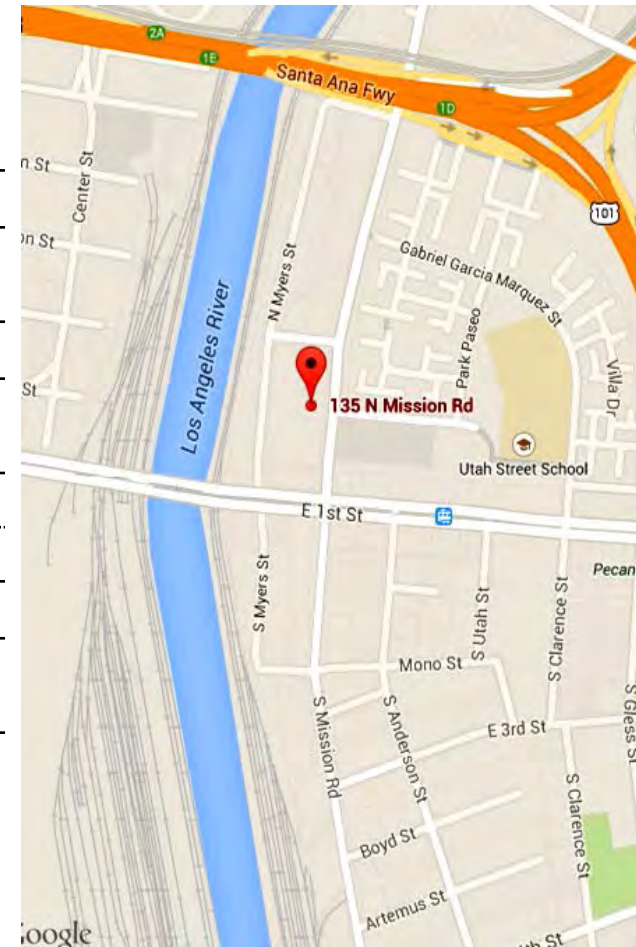 2A
1E
Santa Ana Fwy
1D
n St
Center St
101
on St
Gabriel Garcia Marquez St
N Myers St
Los Angeles River
Park Paseo
Villa Dr
St
135 N Mission Rd
Utah Street School
E 1st St
Pecan
S Myers St
S Utah St
S Clarence St
Mono St
S Gless St
S Mission Rd
S Anderson St
E 3rd St
S Clarence St
Boyd St
Artemus St
th St
oogle